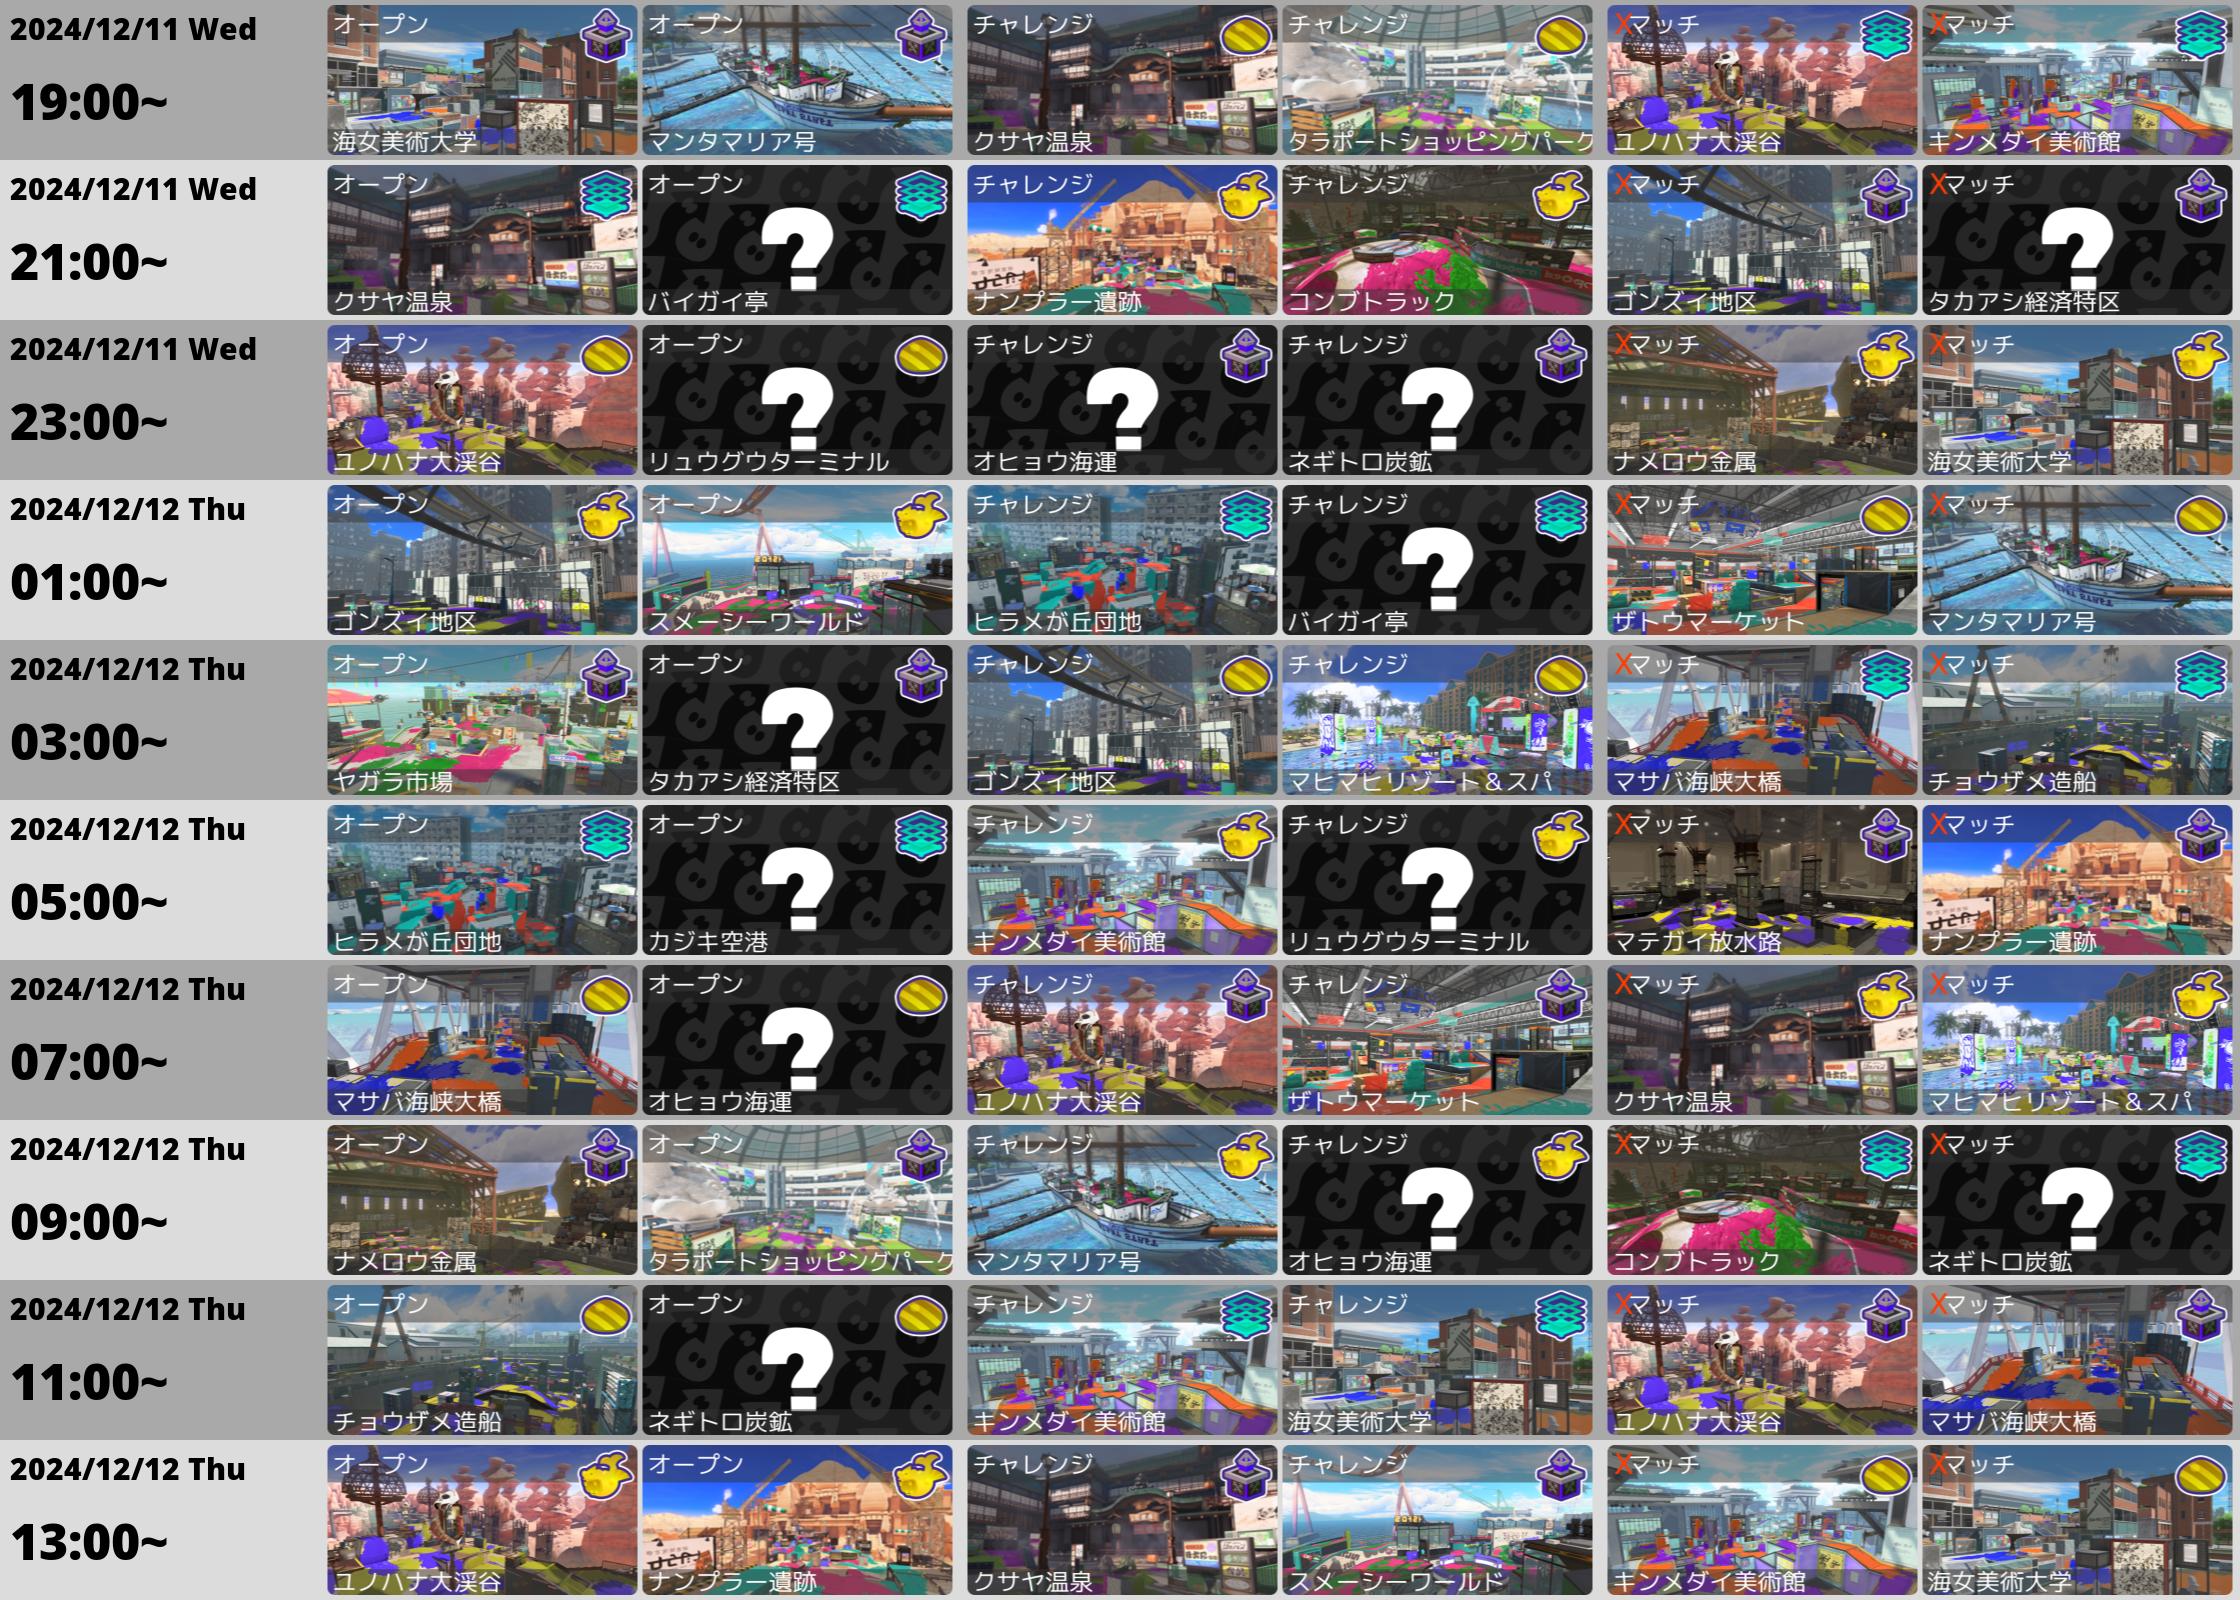 2024/12/11 Wed
19:00~
オープン
海女美術大学
オープン
マンタマリア号
チャレンジ
クサヤ温泉
チャレンジ
タラポートショッピングパーク
Xマッチ
ユノハナ大渓谷
Xマッチ
キンメダイ美術館
2024/12/11 Wed
21:00~
オープン
クサヤ温泉
オープン
?
バイガイ亭
チャレンジ
ナンプラー遺跡
チャレンジ
コンブトラック
Xマッチ
ゴンズイ地区
Xマッチ
?
タカアシ経済特区
2024/12/11 Wed
23:00~
オープン
ユノハナ大渓谷
オープン
?
リュウグウターミナル
チャレンジ
?
オヒョウ海運
チャレンジ
?
ネギトロ炭鉱
Xマッチ
ナメロウ金属
Xマッチ
海女美術大学
2024/12/12 Thu
01:00~
オープン
ゴンズイ地区
オープン
スメーシーワールド
チャレンジ
ヒラメが丘団地
チャレンジ
?
バイガイ亭
Xマッチ
ザトウマーケット
Xマッチ
マンタマリア号
2024/12/12 Thu
03:00~
オープン
ヤガラ市場
オープン
?
タカアシ経済特区
チャレンジ
ゴンズイ地区
チャレンジ
マヒマヒリゾート＆スパ
Xマッチ
マサバ海峡大橋
Xマッチ
チョウザメ造船
2024/12/12 Thu
05:00~
オープン
ヒラメが丘団地
オープン
?
カジキ空港
チャレンジ
キンメダイ美術館
チャレンジ
?
リュウグウターミナル
Xマッチ
マテガイ放水路
Xマッチ
ナンプラー遺跡
2024/12/12 Thu
07:00~
オープン
マサバ海峡大橋
オープン
?
オヒョウ海運
チャレンジ
ユノハナ大渓谷
チャレンジ
ザトウマーケット
Xマッチ
クサヤ温泉
Xマッチ
マヒマヒリゾート＆スパ
2024/12/12 Thu
09:00~
オープン
ナメロウ金属
オープン
タラポートショッピングパーク
チャレンジ
マンタマリア号
チャレンジ
?
オヒョウ海運
Xマッチ
コンブトラック
Xマッチ
?
ネギトロ炭鉱
2024/12/12 Thu
11:00~
オープン
チョウザメ造船
オープン
?
ネギトロ炭鉱
チャレンジ
キンメダイ美術館
チャレンジ
海女美術大学
Xマッチ
ユノハナ大渓谷
Xマッチ
マサバ海峡大橋
2024/12/12 Thu
13:00~
オープン
ユノハナ大渓谷
オープン
ナンプラー遺跡
チャレンジ
クサヤ温泉
チャレンジ
スメーシーワールド
Xマッチ
キンメダイ美術館
Xマッチ
海女美術大学